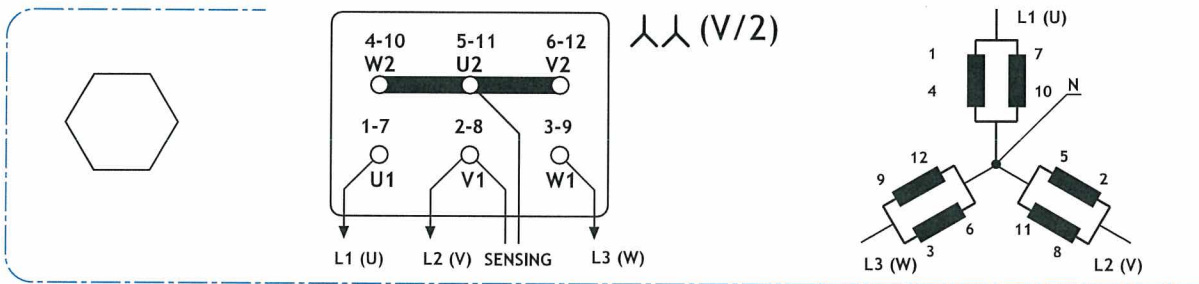 4-10 5-11 6-12
W2 U2 V2
1-7 2-8 3-9
U1 V1 W1
L1 (U) L2 (V) SENSING L3 (W)
(V/2)
L1 (U)
1 7
4 10 N
12 5
9 2
3 6 11 8
L3 (W) L2 (V)